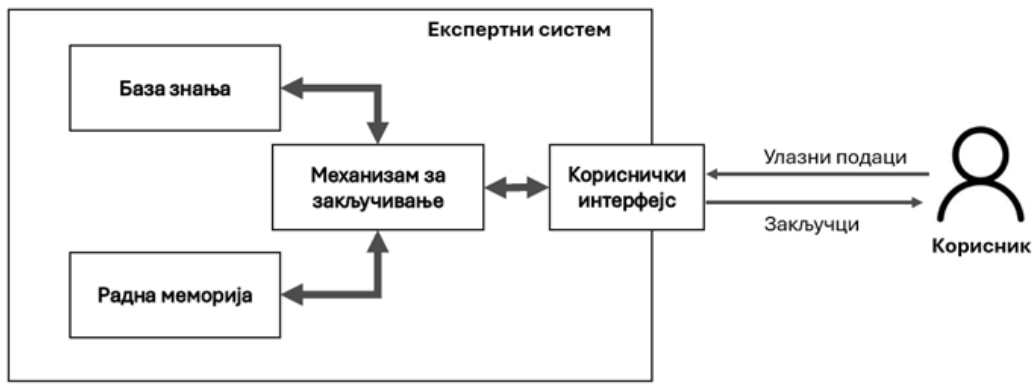 Експертни систем
База знања
Механизам за
закључивање
Кориснички
интерфејс
Улазни подаци
Закључци
Корисник
Радна меморија